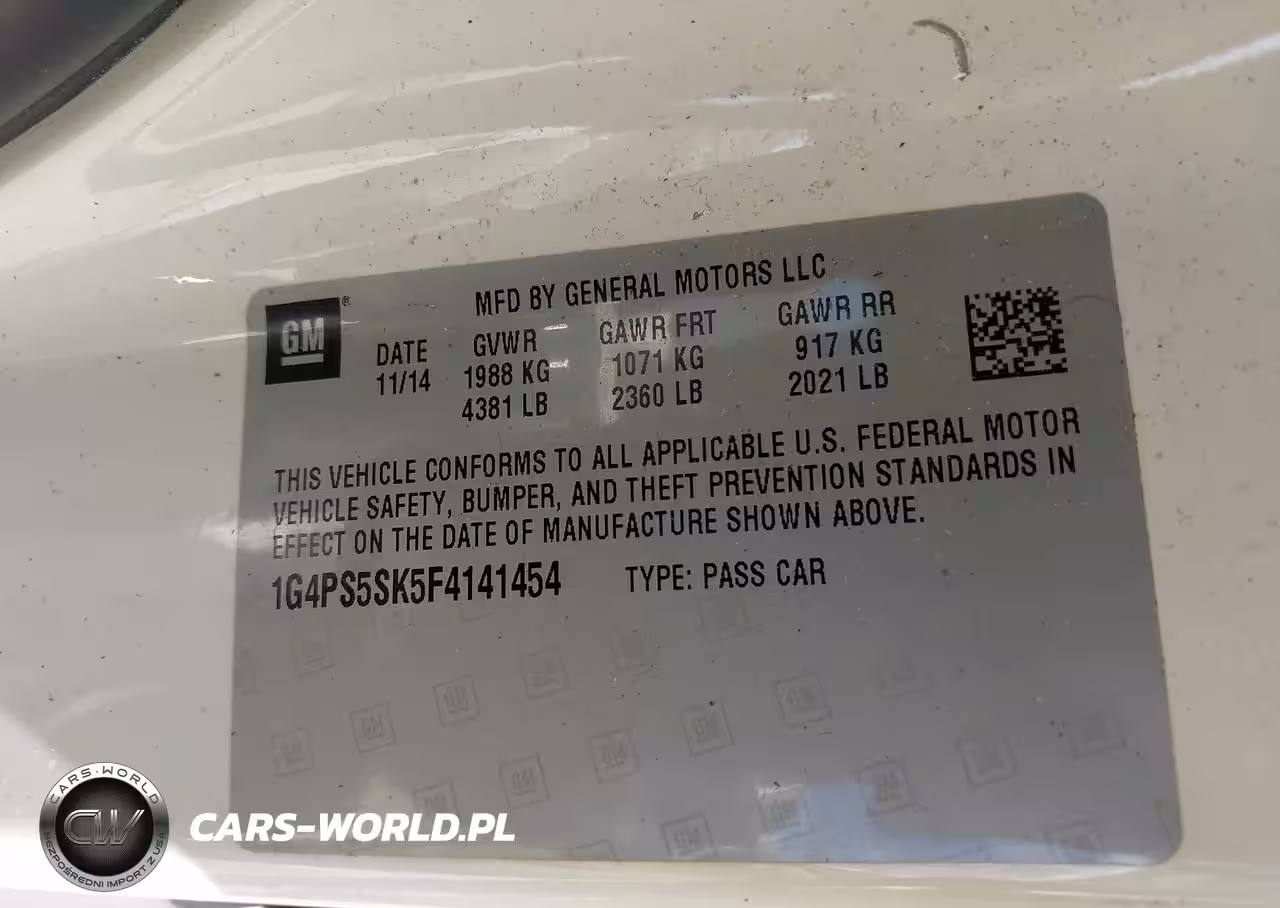 MFD BY GENERAL MOTORS LLC
GM®
DATE GVWR GAWR FRT GAWR RR
11/14 1988 KG 1071 KG 917 KG
4381 LB 2360 LB 2021 LB
THIS VEHICLE CONFORMS TO ALL APPLICABLE U.S. FEDERAL MOTOR
VEHICLE SAFETY, BUMPER, AND THEFT PREVENTION STANDARDS IN
EFFECT ON THE DATE OF MANUFACTURE SHOWN ABOVE.
1G4PS5SK5F4141454 TYPE: PASS CAR
CARS-WORLD
CW
BEZPOŚREDNI IMPORT Z USA
CARS-WORLD.PL